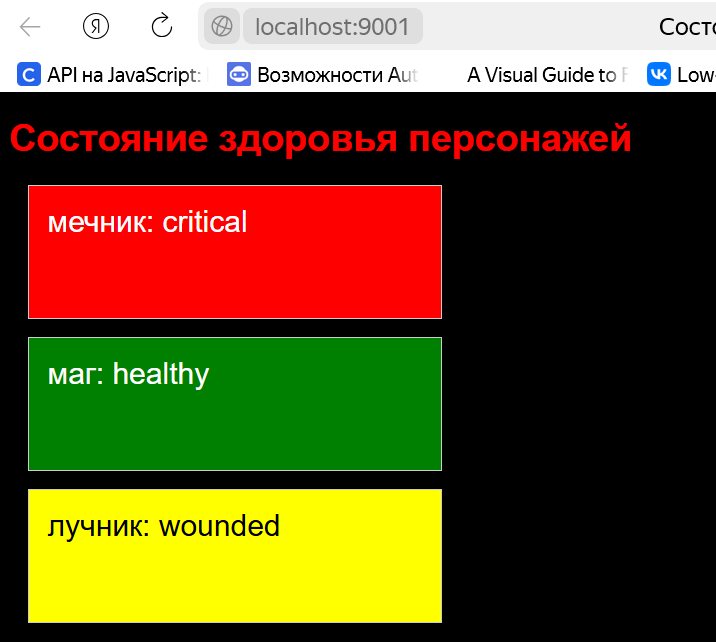 localhost:9001 Состо
API на JavaScript: Возможности Aut A Visual Guide to F Low-
Состояние здоровья персонажей
мечник: critical
маг: healthy
лучник: wounded